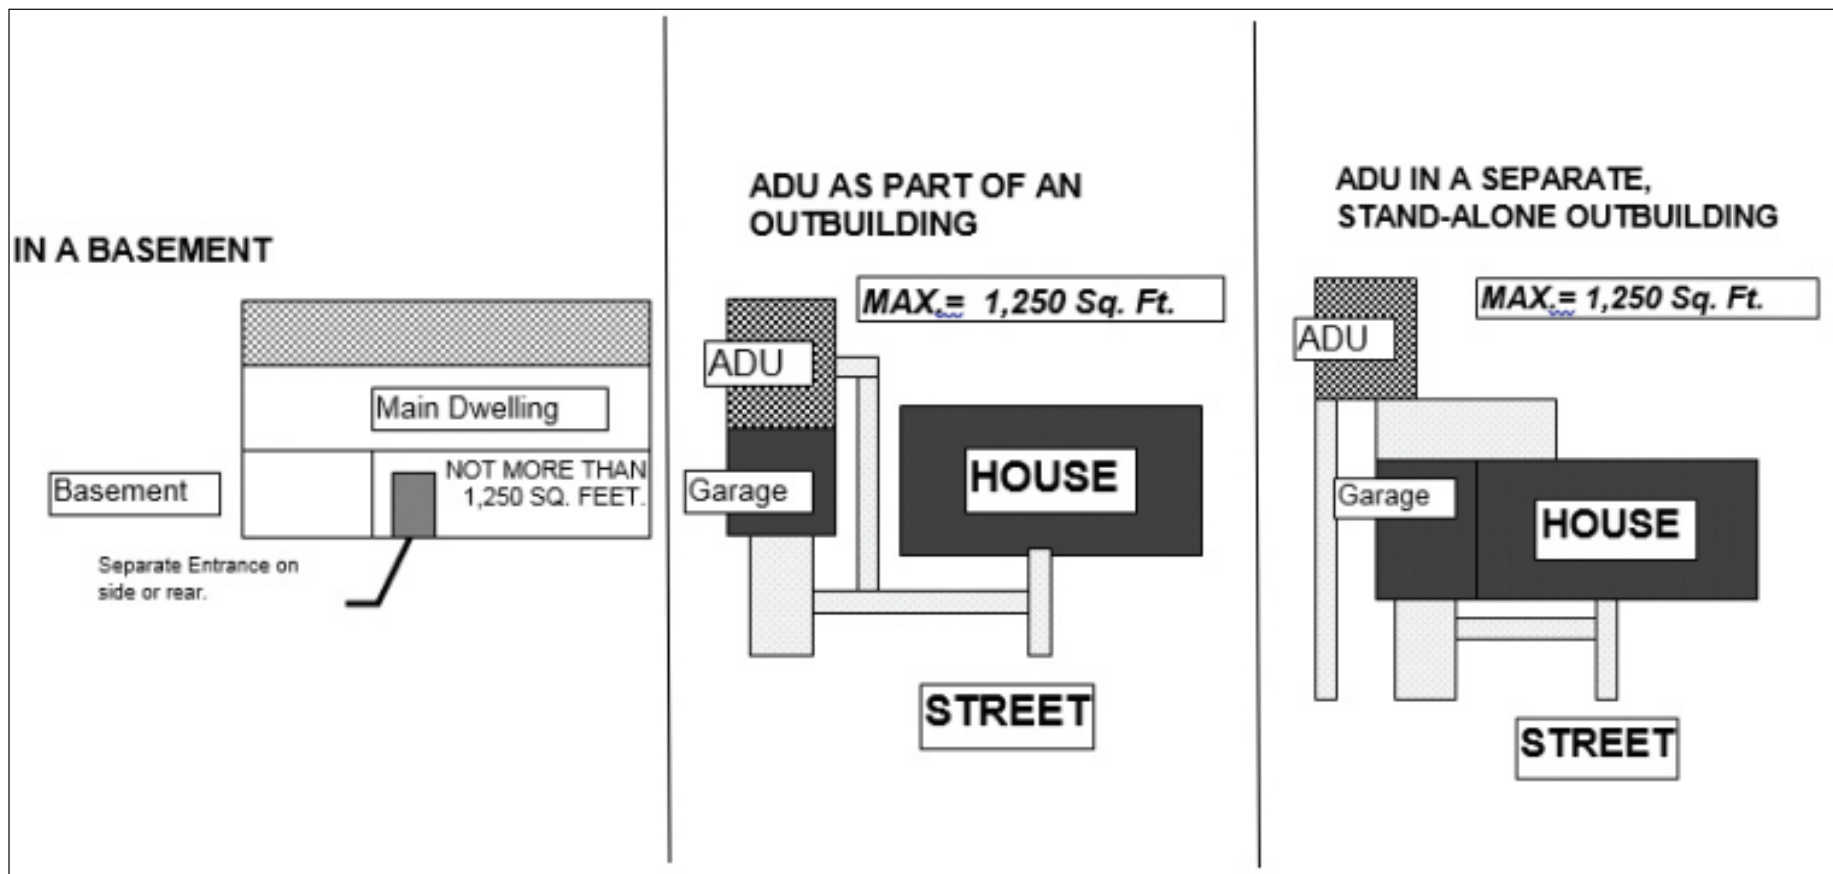 IN A BASEMENT
Main Dwelling
Basement
NOT MORE THAN
1,250 SQ. FEET.
Separate Entrance on
side or rear.
ADU AS PART OF AN
OUTBUILDING
MAX.= 1,250 Sq. Ft.
ADU
Garage
HOUSE
STREET
ADU IN A SEPARATE,
STAND-ALONE OUTBUILDING
MAX.= 1,250 Sq. Ft.
ADU
Garage
HOUSE
STREET